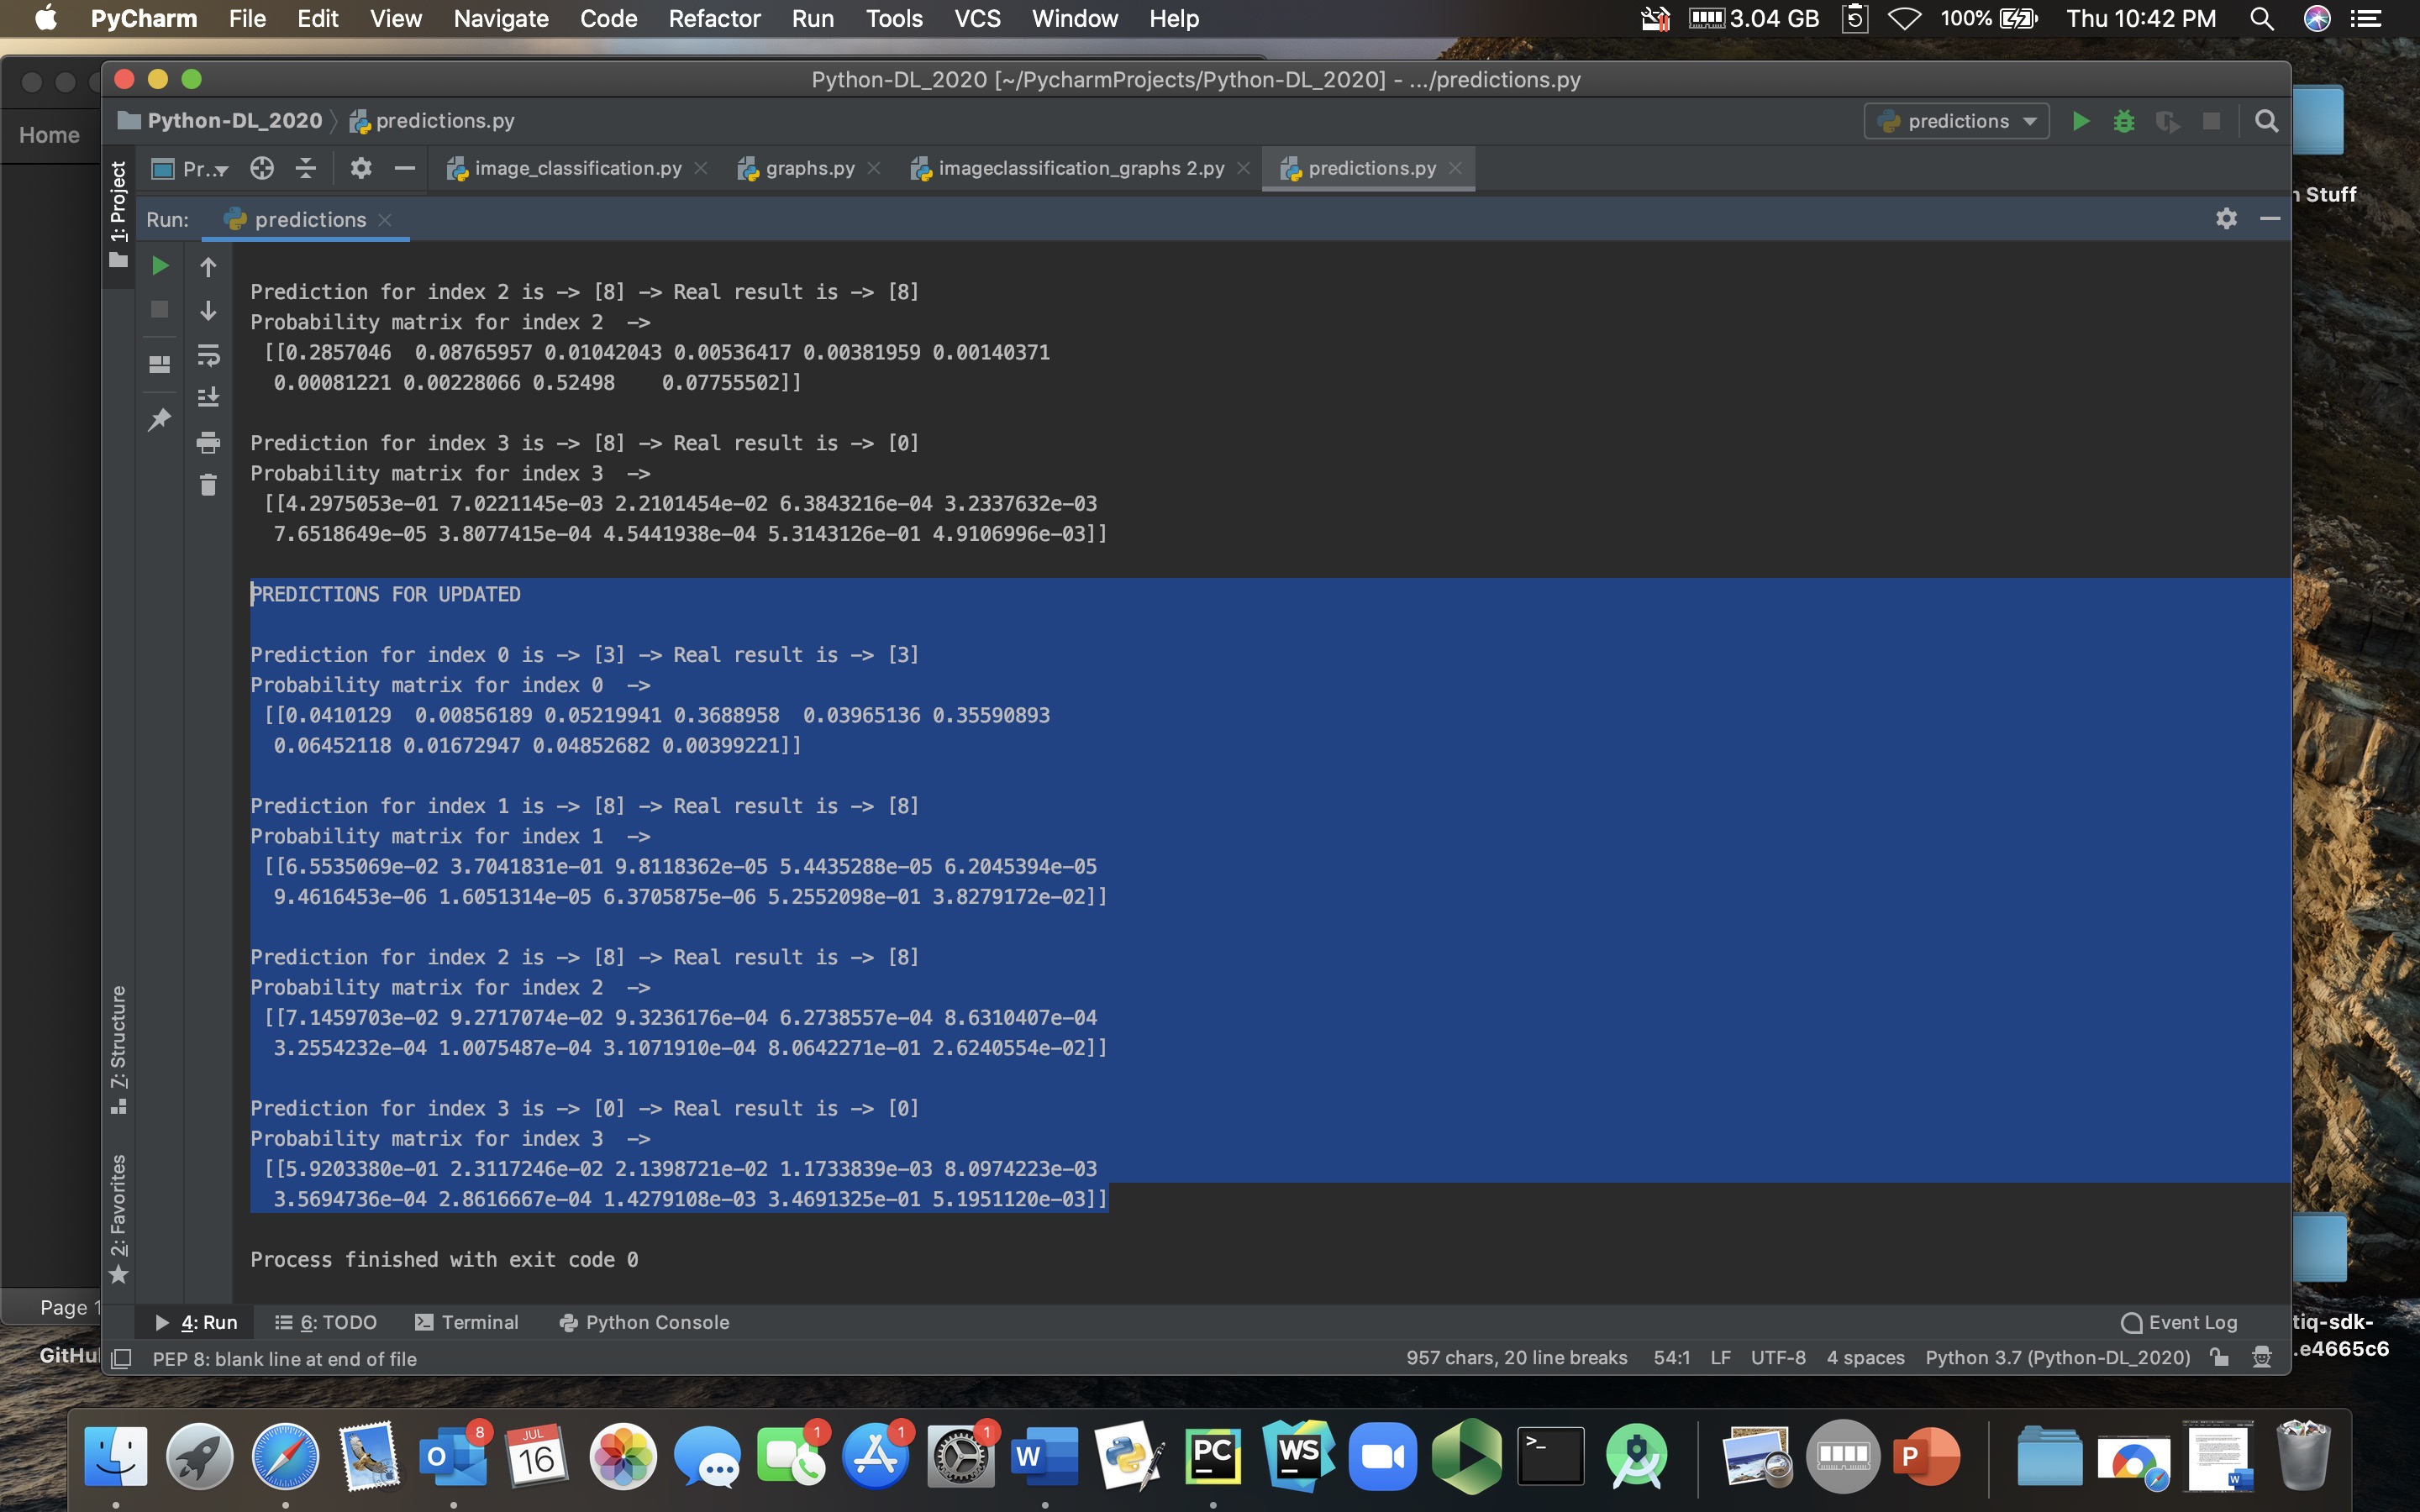 PyCharm File Edit View Navigate Code Refactor Run Tools VCS Window Help 3.04 GB 100% Thu 10:42 PM
Python-DL_2020 [~/PycharmProjects/Python-DL_2020] - .../predictions.py
Home
Python-DL_2020 predictions.py predictions
1: Project
Pr.. image_classification.py graphs.py imageclassification_graphs 2.py predictions.py
Stuff
Run: predictions
Prediction for index 2 is -> [8] -> Real result is -> [8]
Probability matrix for index 2 ->
[[0.2857046 0.08765957 0.01042043 0.00536417 0.00381959 0.00140371
0.00081221 0.00228066 0.52498 0.07755502]]
Prediction for index 3 is -> [8] -> Real result is -> [0]
Probability matrix for index 3 ->
[[4.2975053e-01 7.0221145e-03 2.2101454e-02 6.3843216e-04 3.2337632e-03
7.6518649e-05 3.8077415e-04 4.5441938e-04 5.3143126e-01 4.9106996e-03]]
PREDICTIONS FOR UPDATED
Prediction for index 0 is -> [3] -> Real result is -> [3]
Probability matrix for index 0 ->
[[0.0410129 0.00856189 0.05219941 0.3688958 0.03965136 0.35590893
0.06452118 0.01672947 0.04852682 0.00399221]]
Prediction for index 1 is -> [8] -> Real result is -> [8]
Probability matrix for index 1 ->
[[6.5535069e-02 3.7041831e-01 9.8118362e-05 5.4435288e-05 6.2045394e-05
9.4616453e-06 1.6051314e-05 6.3705875e-06 5.2552098e-01 3.8279172e-02]]
Prediction for index 2 is -> [8] -> Real result is -> [8]
Probability matrix for index 2 ->
[[7.1459703e-02 9.2717074e-02 9.3236176e-04 6.2738557e-04 8.6310407e-04
3.2554232e-04 1.0075487e-04 3.1071910e-04 8.0642271e-01 2.6240554e-02]]
Prediction for index 3 is -> [0] -> Real result is -> [0]
Probability matrix for index 3 ->
[[5.9203380e-01 2.3117246e-02 2.1398721e-02 1.1733839e-03 8.0974223e-03
3.5694736e-04 2.8616667e-04 1.4279108e-03 3.4691325e-01 5.1951120e-03]]
Process finished with exit code 0
7: Structure
2: Favorites
Page 1
4: Run 6: TODO Terminal Python Console Event Log
tiq-sdk-
GitHu
PEP 8: blank line at end of file 957 chars, 20 line breaks 54:1 LF UTF-8 4 spaces Python 3.7 (Python-DL_2020)
.e4665c6
8 JUL 16 1 1 1 W PC WS >_ P